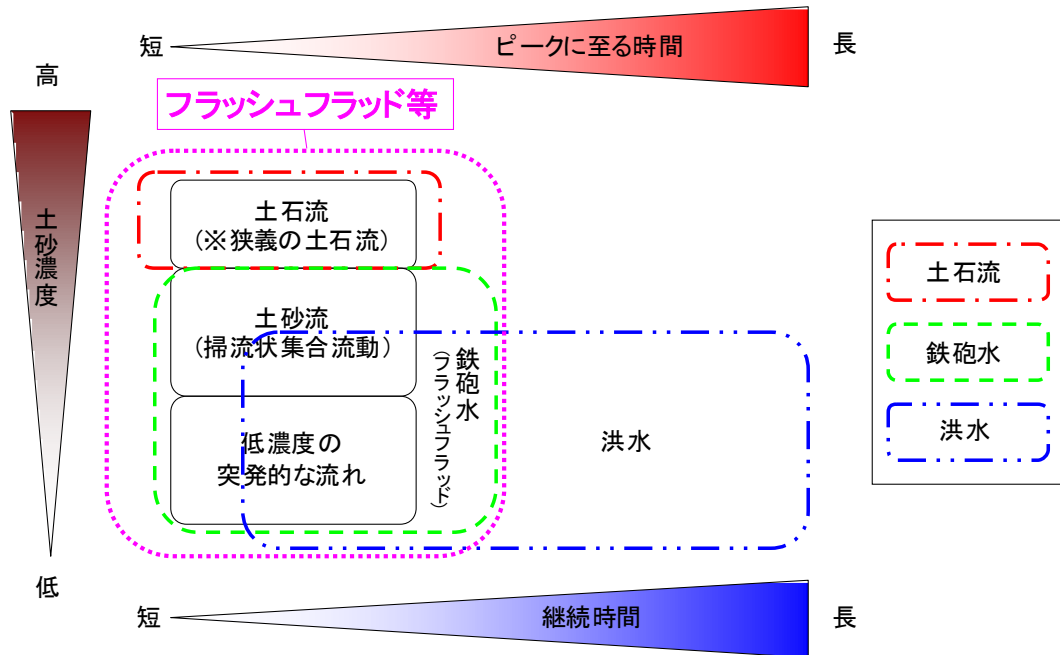 短
ピークに至る時間
長
高
フラッシュフラッド等
土砂濃度
土石流
(※狭義の土石流)
土砂流
(掃流状集合流動)
鉄砲水
(フラッシュフラッド)
低濃度の
突発的な流れ
洪水
土石流
鉄砲水
洪水
低
短
継続時間
長